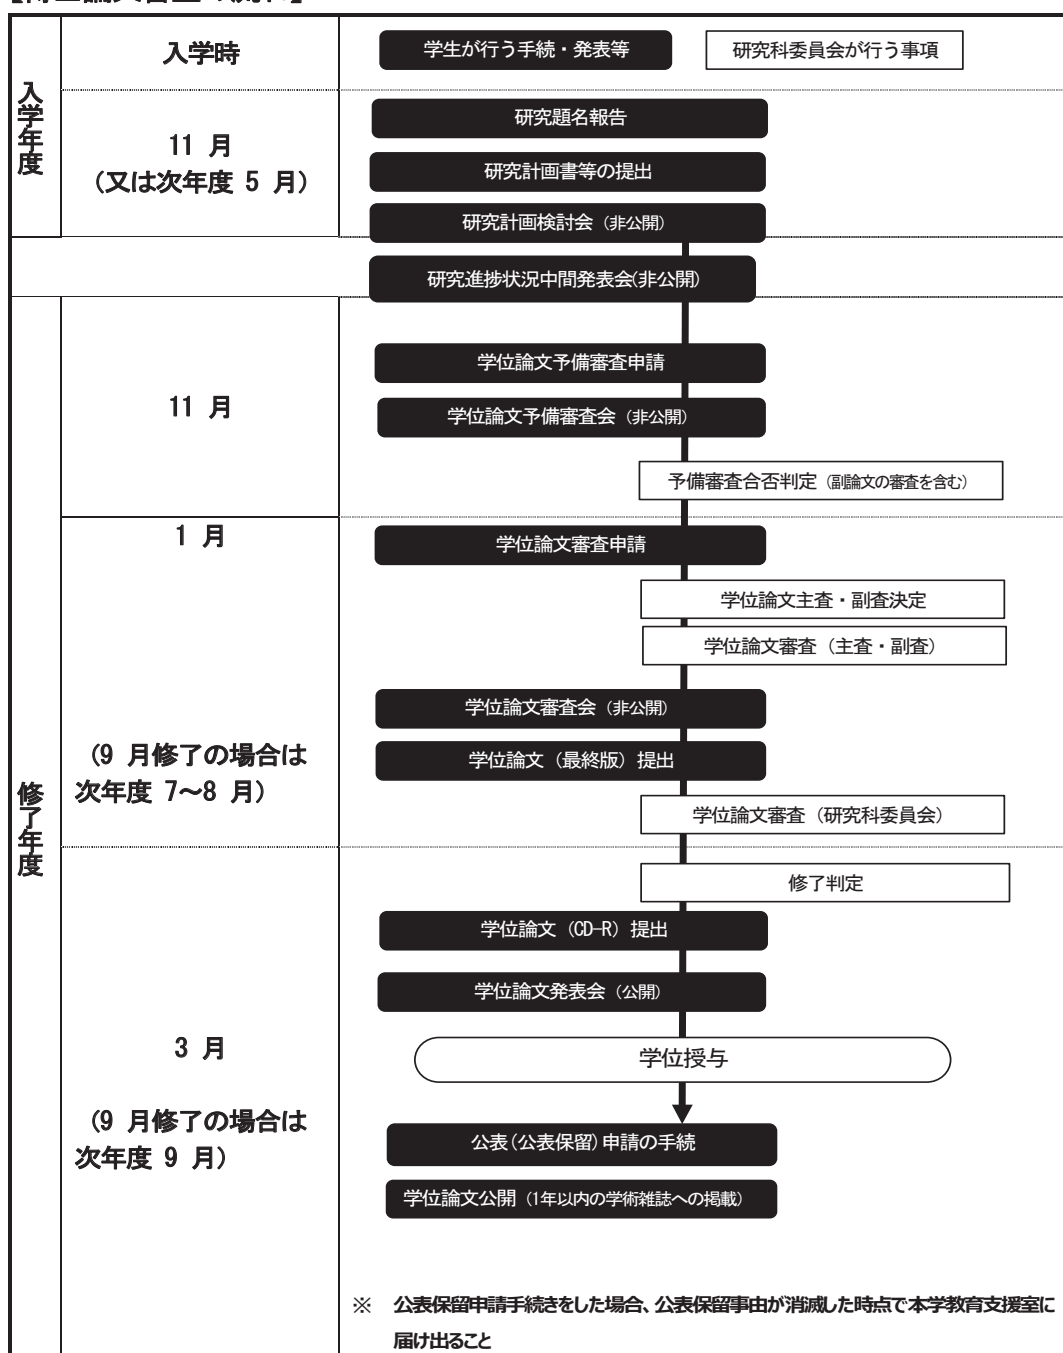 入学年度
入学時
学生が行う手続・発表等
研究科委員会が行う事項
11 月
（又は次年度 5 月）
研究題名報告
研究計画書等の提出
研究計画検討会（非公開）
研究進捗状況中間発表会(非公開)
修了年度
11 月
学位論文予備審査申請
学位論文予備審査会（非公開）
予備審査合否判定（副論文の審査を含む）
1 月
（9 月修了の場合は
次年度 7～8 月）
学位論文審査申請
学位論文主査・副査決定
学位論文審査（主査・副査）
学位論文審査会（非公開）
学位論文（最終版）提出
学位論文審査（研究科委員会）
3 月
（9 月修了の場合は
次年度 9 月）
修了判定
学位論文（CD-R）提出
学位論文発表会（公開）
学位授与
公表(公表保留)申請の手続
学位論文公開（1年以内の学術雑誌への掲載）
※ 公表保留申請手続きをした場合、公表保留事由が消滅した時点で本学教育支援室に
届け出ること